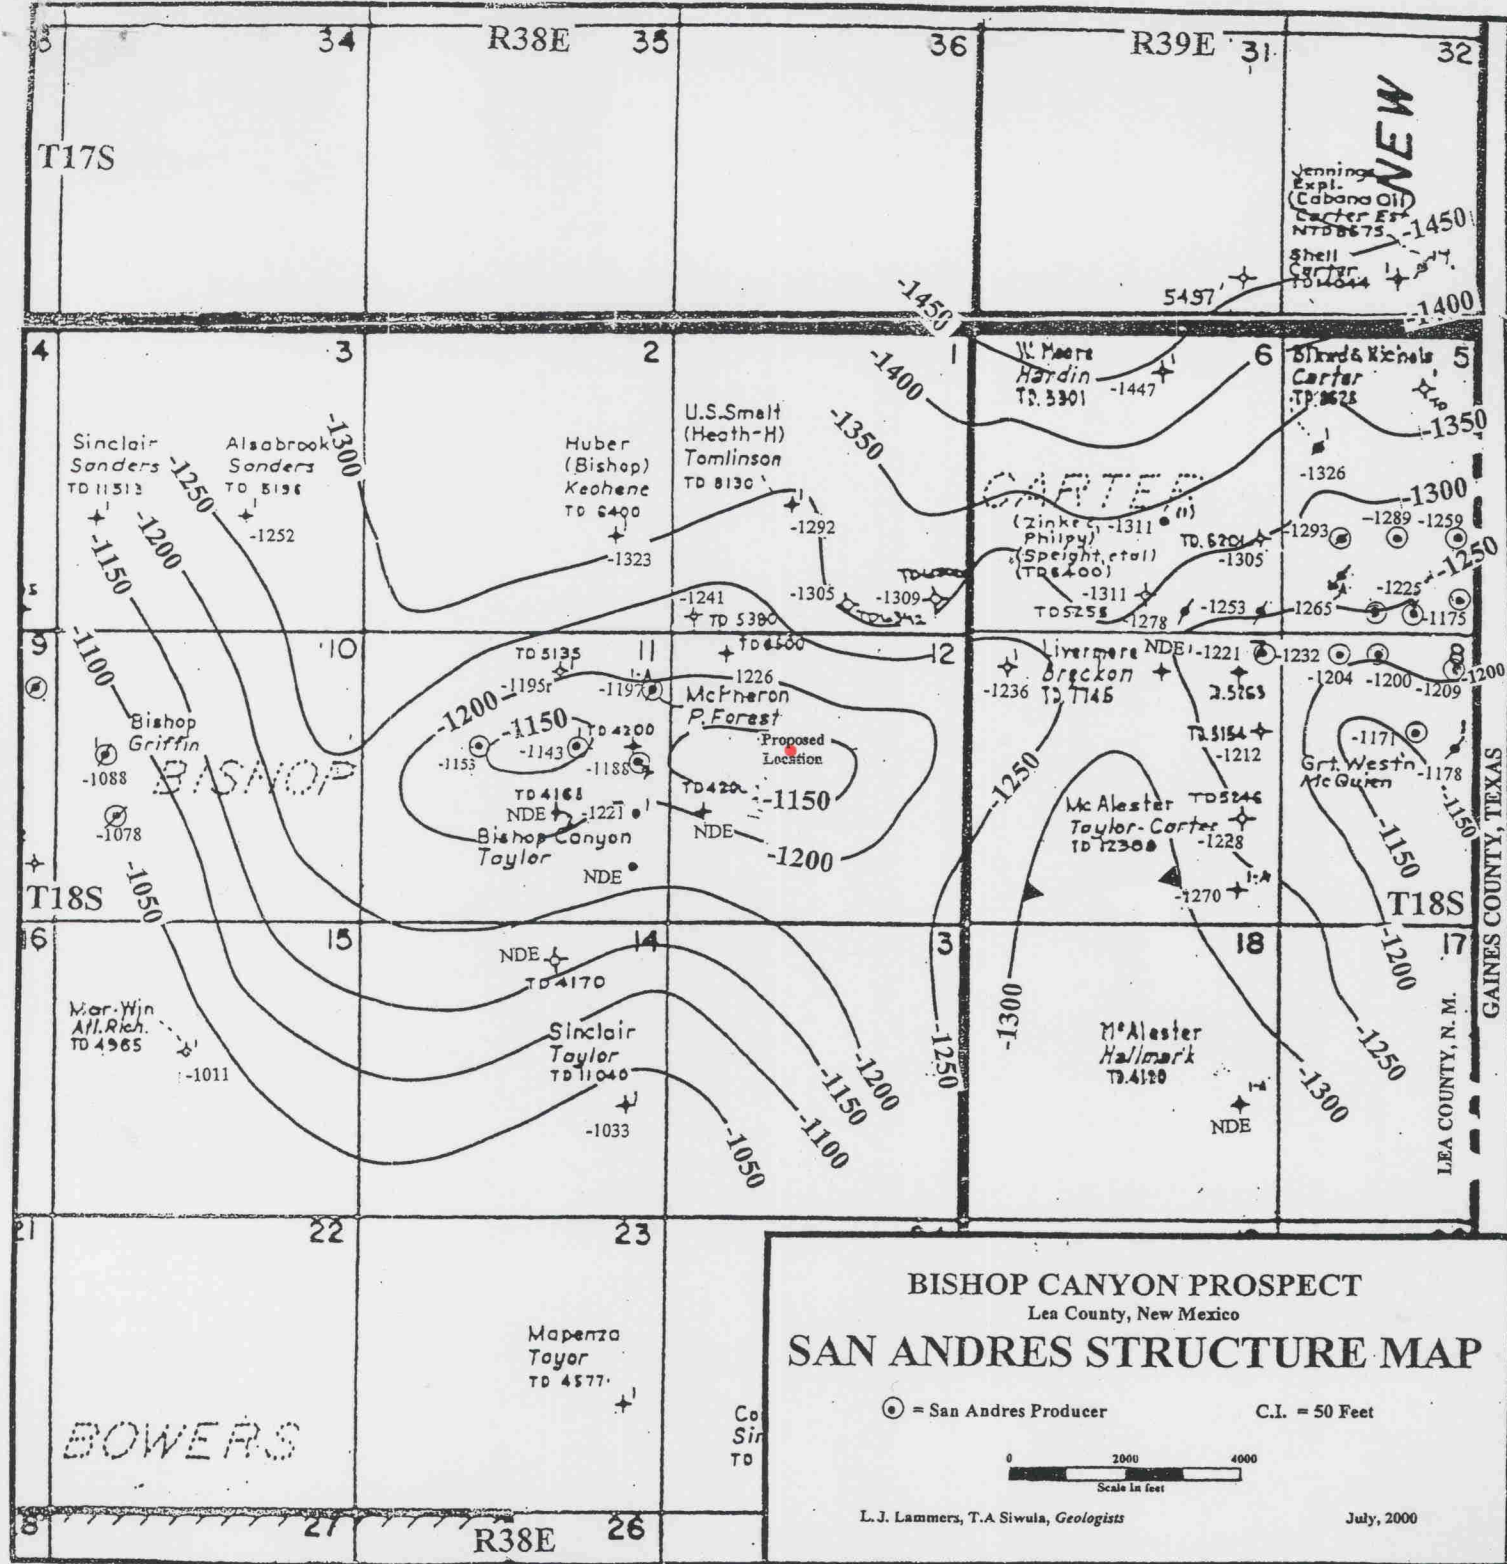 34
R38E
35
36
R39E
31
32
T17S
NEW
Jennings
Expl.
(Cabana Oil)
Carter Est
-1450
Shell
Carter
5497
-1400
-1450
4
3
2
1
6
5
W. Moore
Hardin
TD. 3301
-1447
Carter
-1400
-1350
-1350
-1326
U.S. Smelt
(Heath-H)
Tomlinson
TD 8130
-1292
Sinclair
Sanders
TD 11513
Alsabrook
Sanders
-1252
-1300
-1250
-1200
-1150
Huber
(Bishop)
Keohene
TD 6400
-1323
CARTER
-1300
-1311
(1)
Philpy)
(Speight, etal)
(TD 6400)
-1305
-1293
-1289
-1259
-1250
-1305
-1309
-1311
TD 5258
-1278
-1253
-1265
-1225
-1175
-1241
TD 5380
9
10
11
12
7
8
-1100
TD 5135
-1195r
-1197
1226
McPheron
P. Forest
-1236
Livermore
Breckon
TD. 7745
NDE
-1221
-1232
-1204
-1200
-1209
-1200
Bishop
Griffin
BISHOP
-1088
-1078
-1200
-1150
-1153
-1143
TD 4200
-1188
Proposed
Location
-1150
-1250
-1212
-1171
-1178
Grt. Westn
McQuien
-1150
TD 4168
NDE
-1221
NDE
Bishop Canyon
Taylor
-1200
NDE
McAlester
Taylor-Carter
TD 5246
-1228
-1150
-1270
T18S
-1050
T18S
15
14
3
18
17
-1200
NDE
TD 4170
Mar-Win
Atl. Rich.
TD 4965
-1011
Sinclair
Taylor
TD 11040
-1033
-1200
-1150
-1100
-1050
-1250
-1300
McAlester
Hallmark
TD. 4120
NDE
-1250
-1300
LEA COUNTY, N. M.
GAINES COUNTY, TEXAS
21
22
23
Mapenza
Tayor
TD 4577
BOWERS
27
R38E
26
BISHOP CANYON PROSPECT
Lea County, New Mexico
SAN ANDRES STRUCTURE MAP
= San Andres Producer
C.I. = 50 Feet
0 2000 4000
Scale in feet
L.J. Lammers, T.A Siwula, Geologists
July, 2000